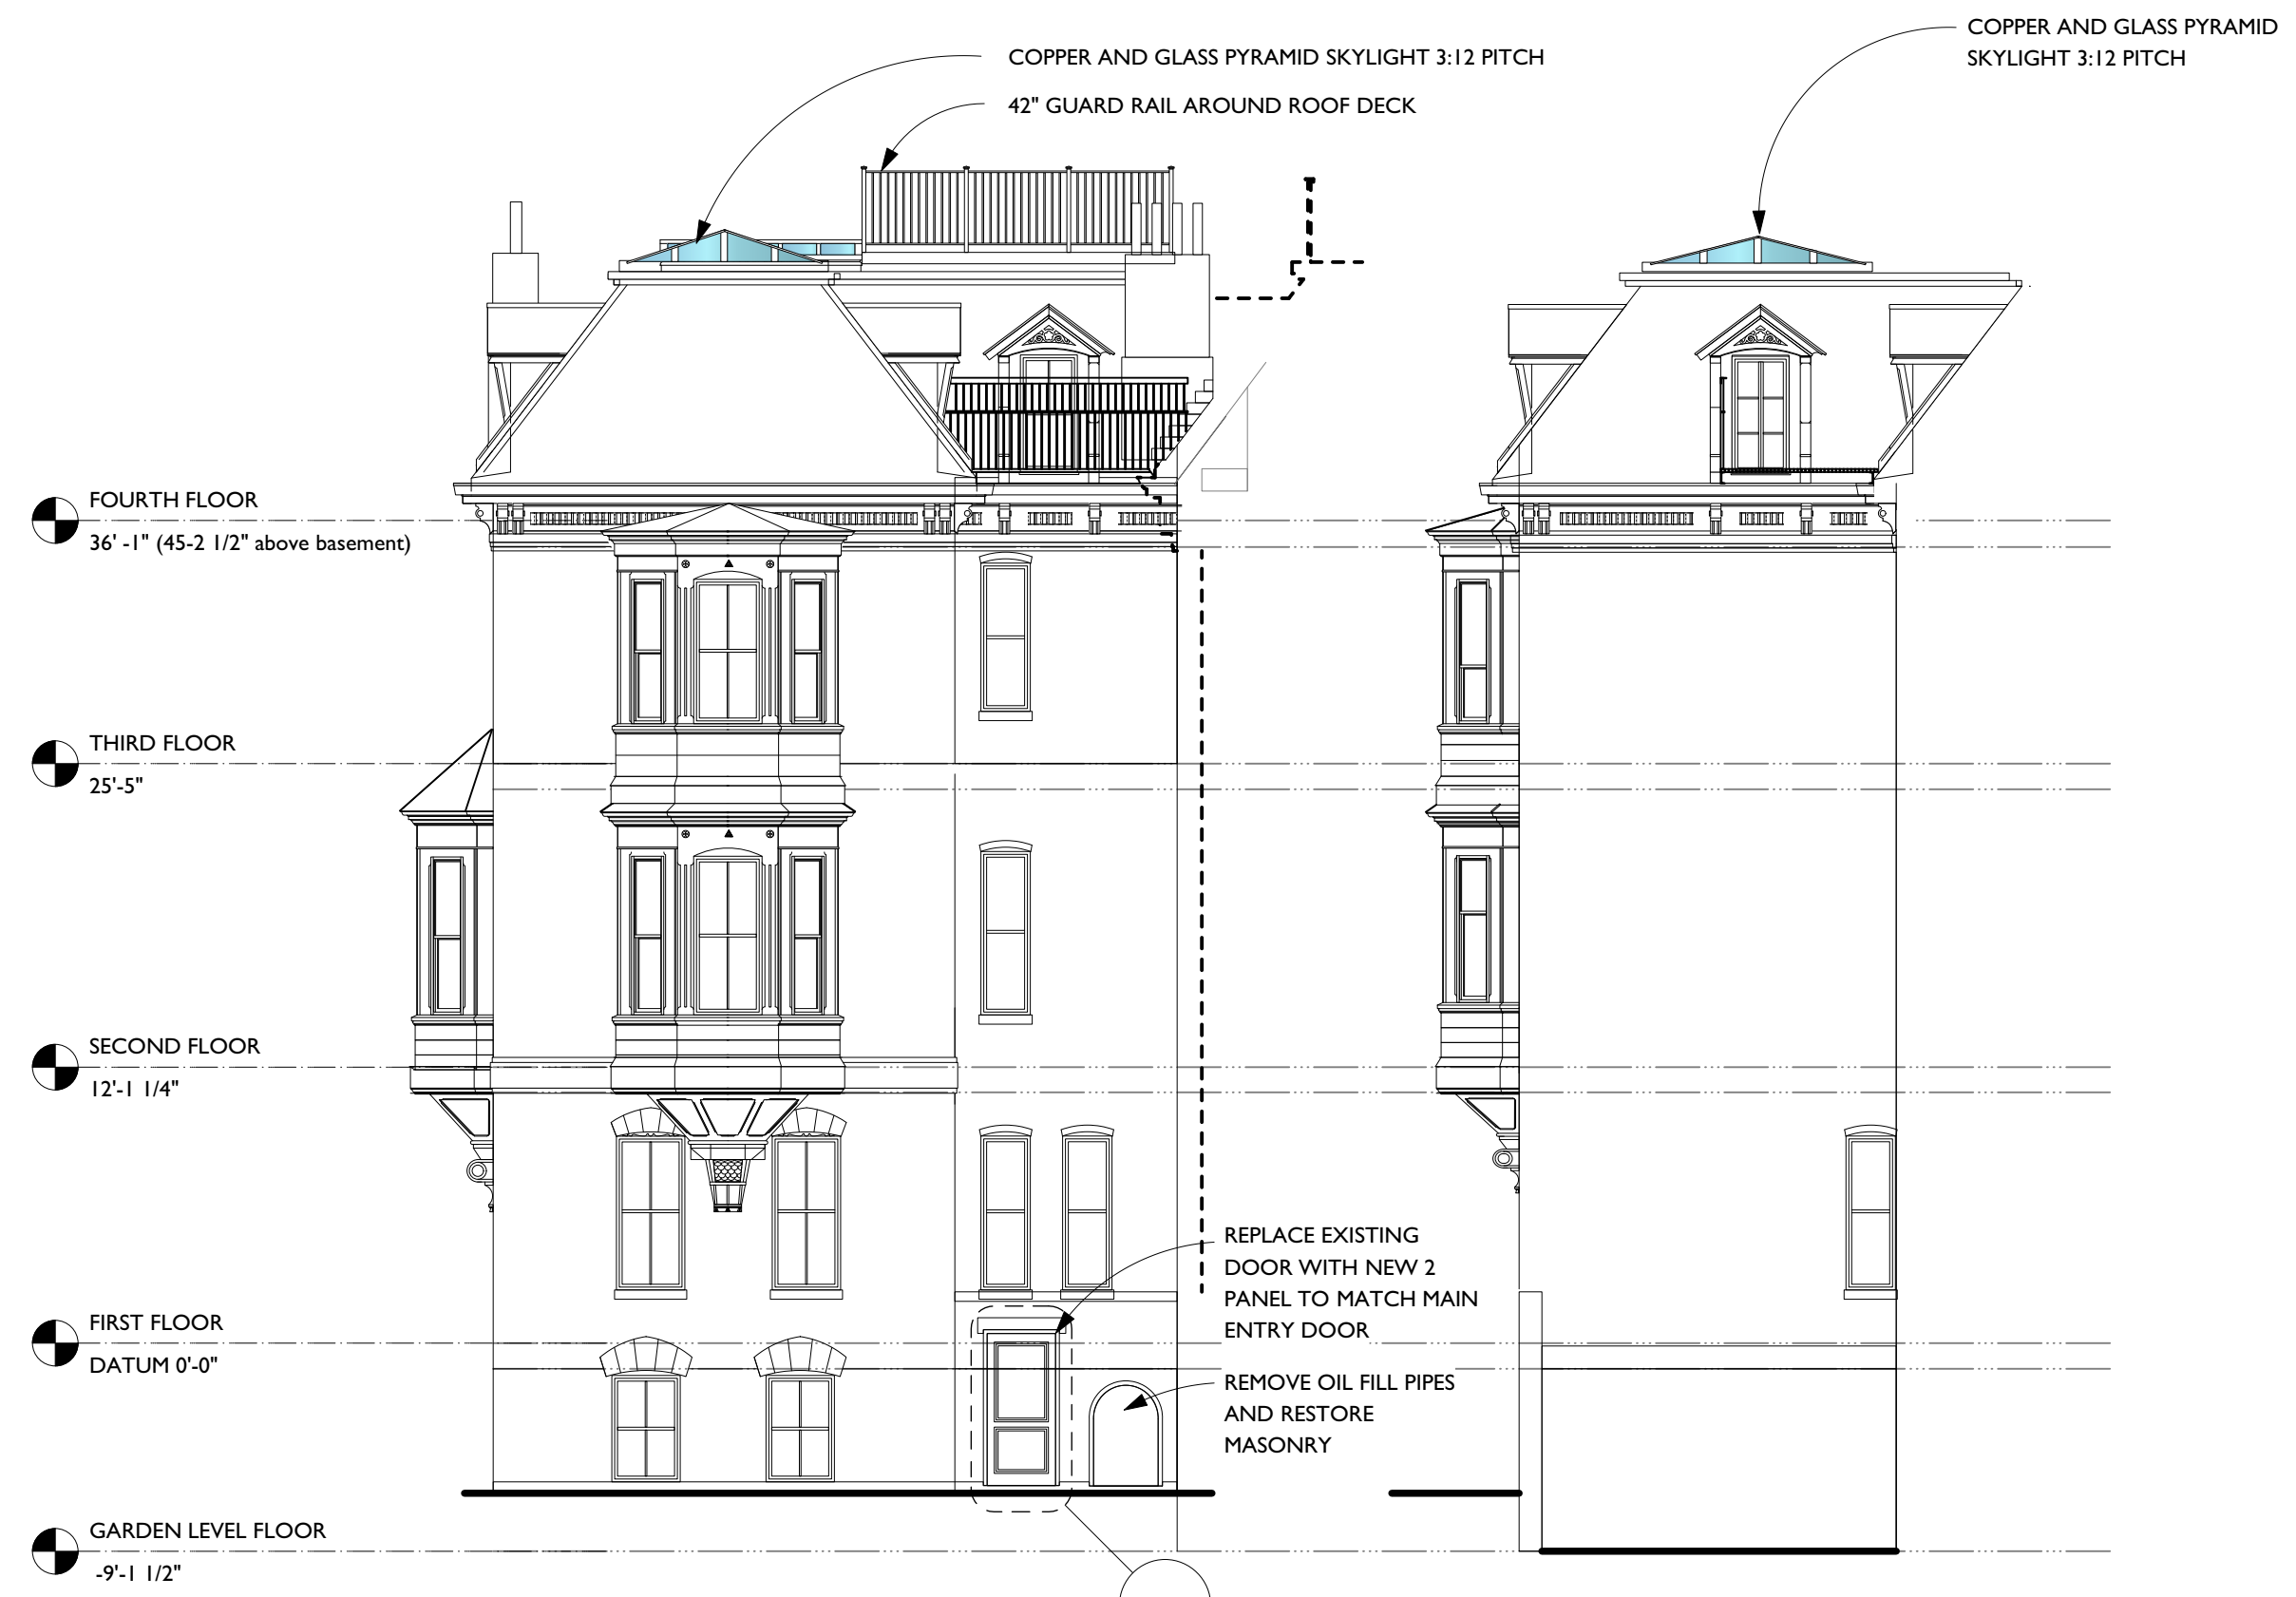 COPPER AND GLASS PYRAMID SKYLIGHT 3:12 PITCH
42" GUARD RAIL AROUND ROOF DECK
COPPER AND GLASS PYRAMID
SKYLIGHT 3:12 PITCH
FOURTH FLOOR
36' -1" (45-2 1/2" above basement)
THIRD FLOOR
25'-5"
SECOND FLOOR
12'-1 1/4"
REPLACE EXISTING
DOOR WITH NEW 2
PANEL TO MATCH MAIN
ENTRY DOOR
FIRST FLOOR
DATUM 0'-0"
REMOVE OIL FILL PIPES
AND RESTORE
MASONRY
GARDEN LEVEL FLOOR
-9'-1 1/2"